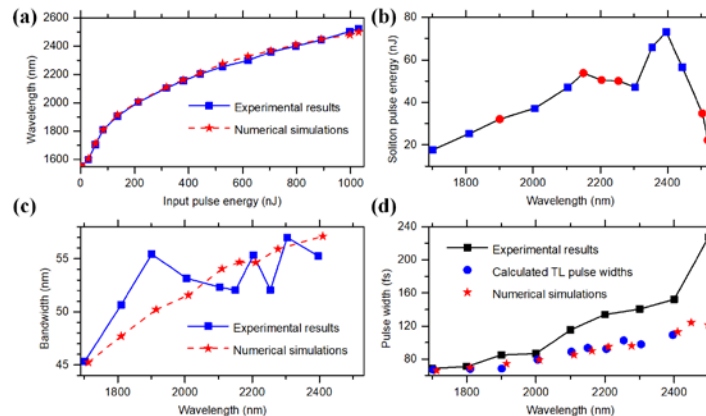 (a)
2600
2400
2200
2000
1800
1600
Wavelength (nm)
Experimental results
Numerical simulations
0 200 400 600 800 1000
Input pulse energy (nJ)
(b)
80
60
40
20
Soliton pulse energy (nJ)
1800 2000 2200 2400
Wavelength (nm)
(c)
55
50
45
Bandwidth (nm)
Experimental results
Numerical simulations
1800 2000 2200 2400
Wavelength (nm)
(d)
240
200
160
120
80
Pulse width (fs)
Experimental results
Calculated TL pulse widths
Numerical simulations
1800 2000 2200 2400
Wavelength (nm)